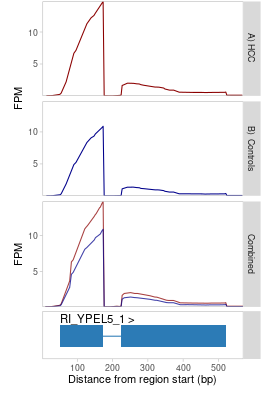 10
5
A) HCC
FPM
10
5
B) Controls
10
5
FPM
Combined
RI_YPEL5_1 >
100 200 300 400 500
Distance from region start (bp)